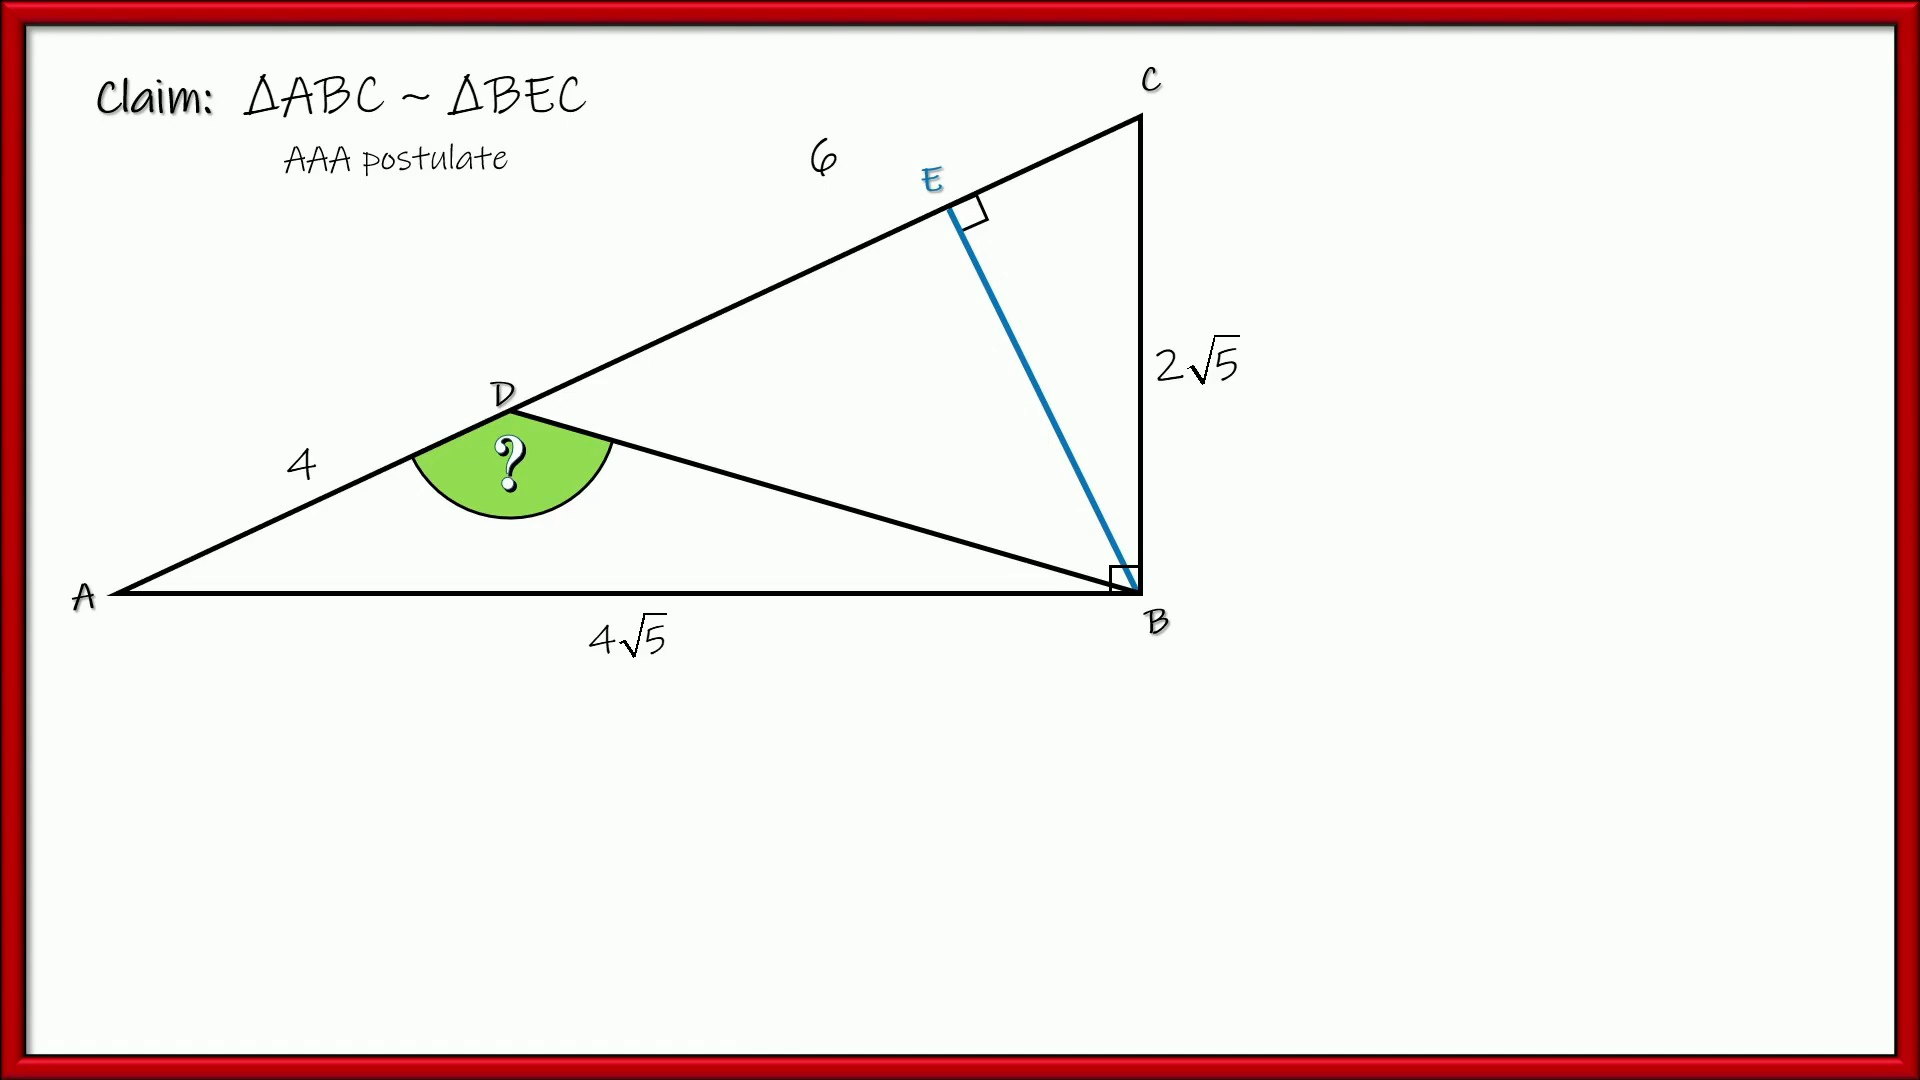 Claim: ΔABC ~ ΔBEC
AAA postulate
C
6
E
2√5
D
?
4
A
B
4√5